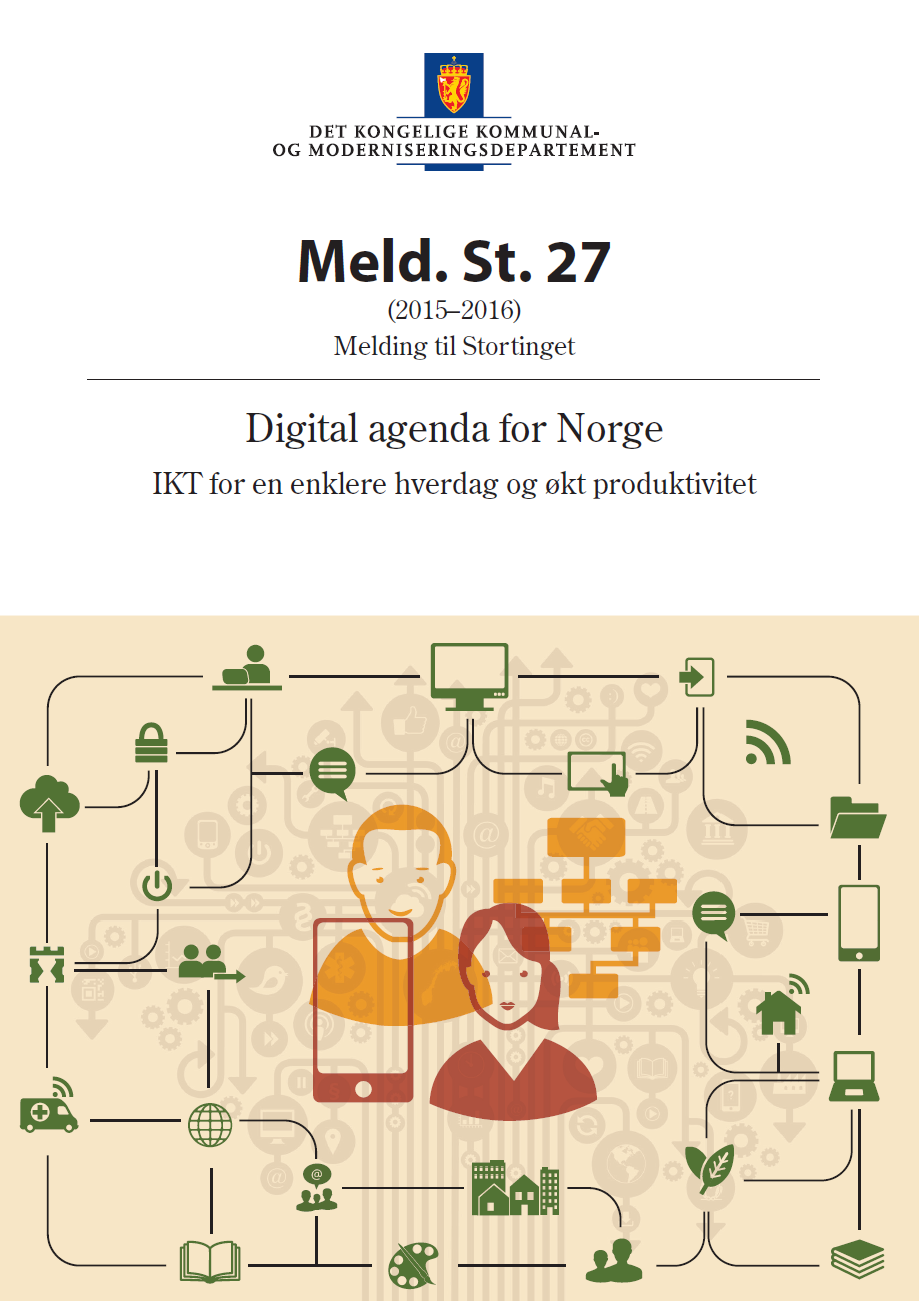 DET KONGELIGE KOMMUNAL-
OG MODERNISERINGSDEPARTEMENT
Meld. St. 27
(2015–2016)
Melding til Stortinget
Digital agenda for Norge
IKT for en enklere hverdag og økt produktivitet
@
@
@
@